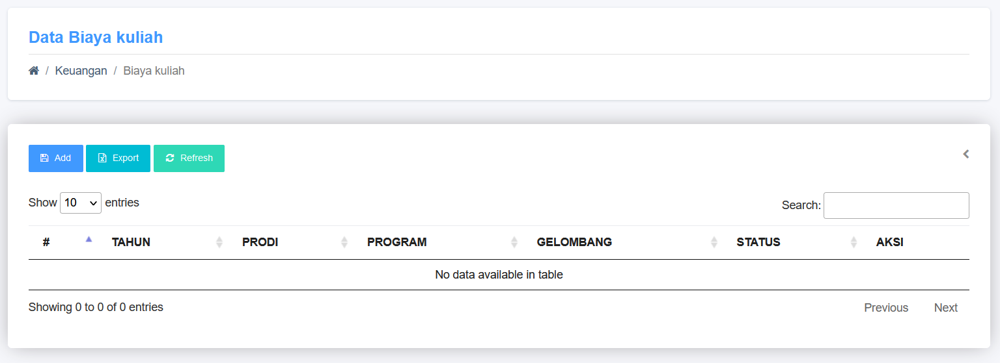 Data Biaya kuliah
/ Keuangan / Biaya kuliah
Add Export Refresh
Show 10 entries Search:
# TAHUN PRODI PROGRAM GELOMBANG STATUS AKSI
No data available in table
Showing 0 to 0 of 0 entries Previous Next